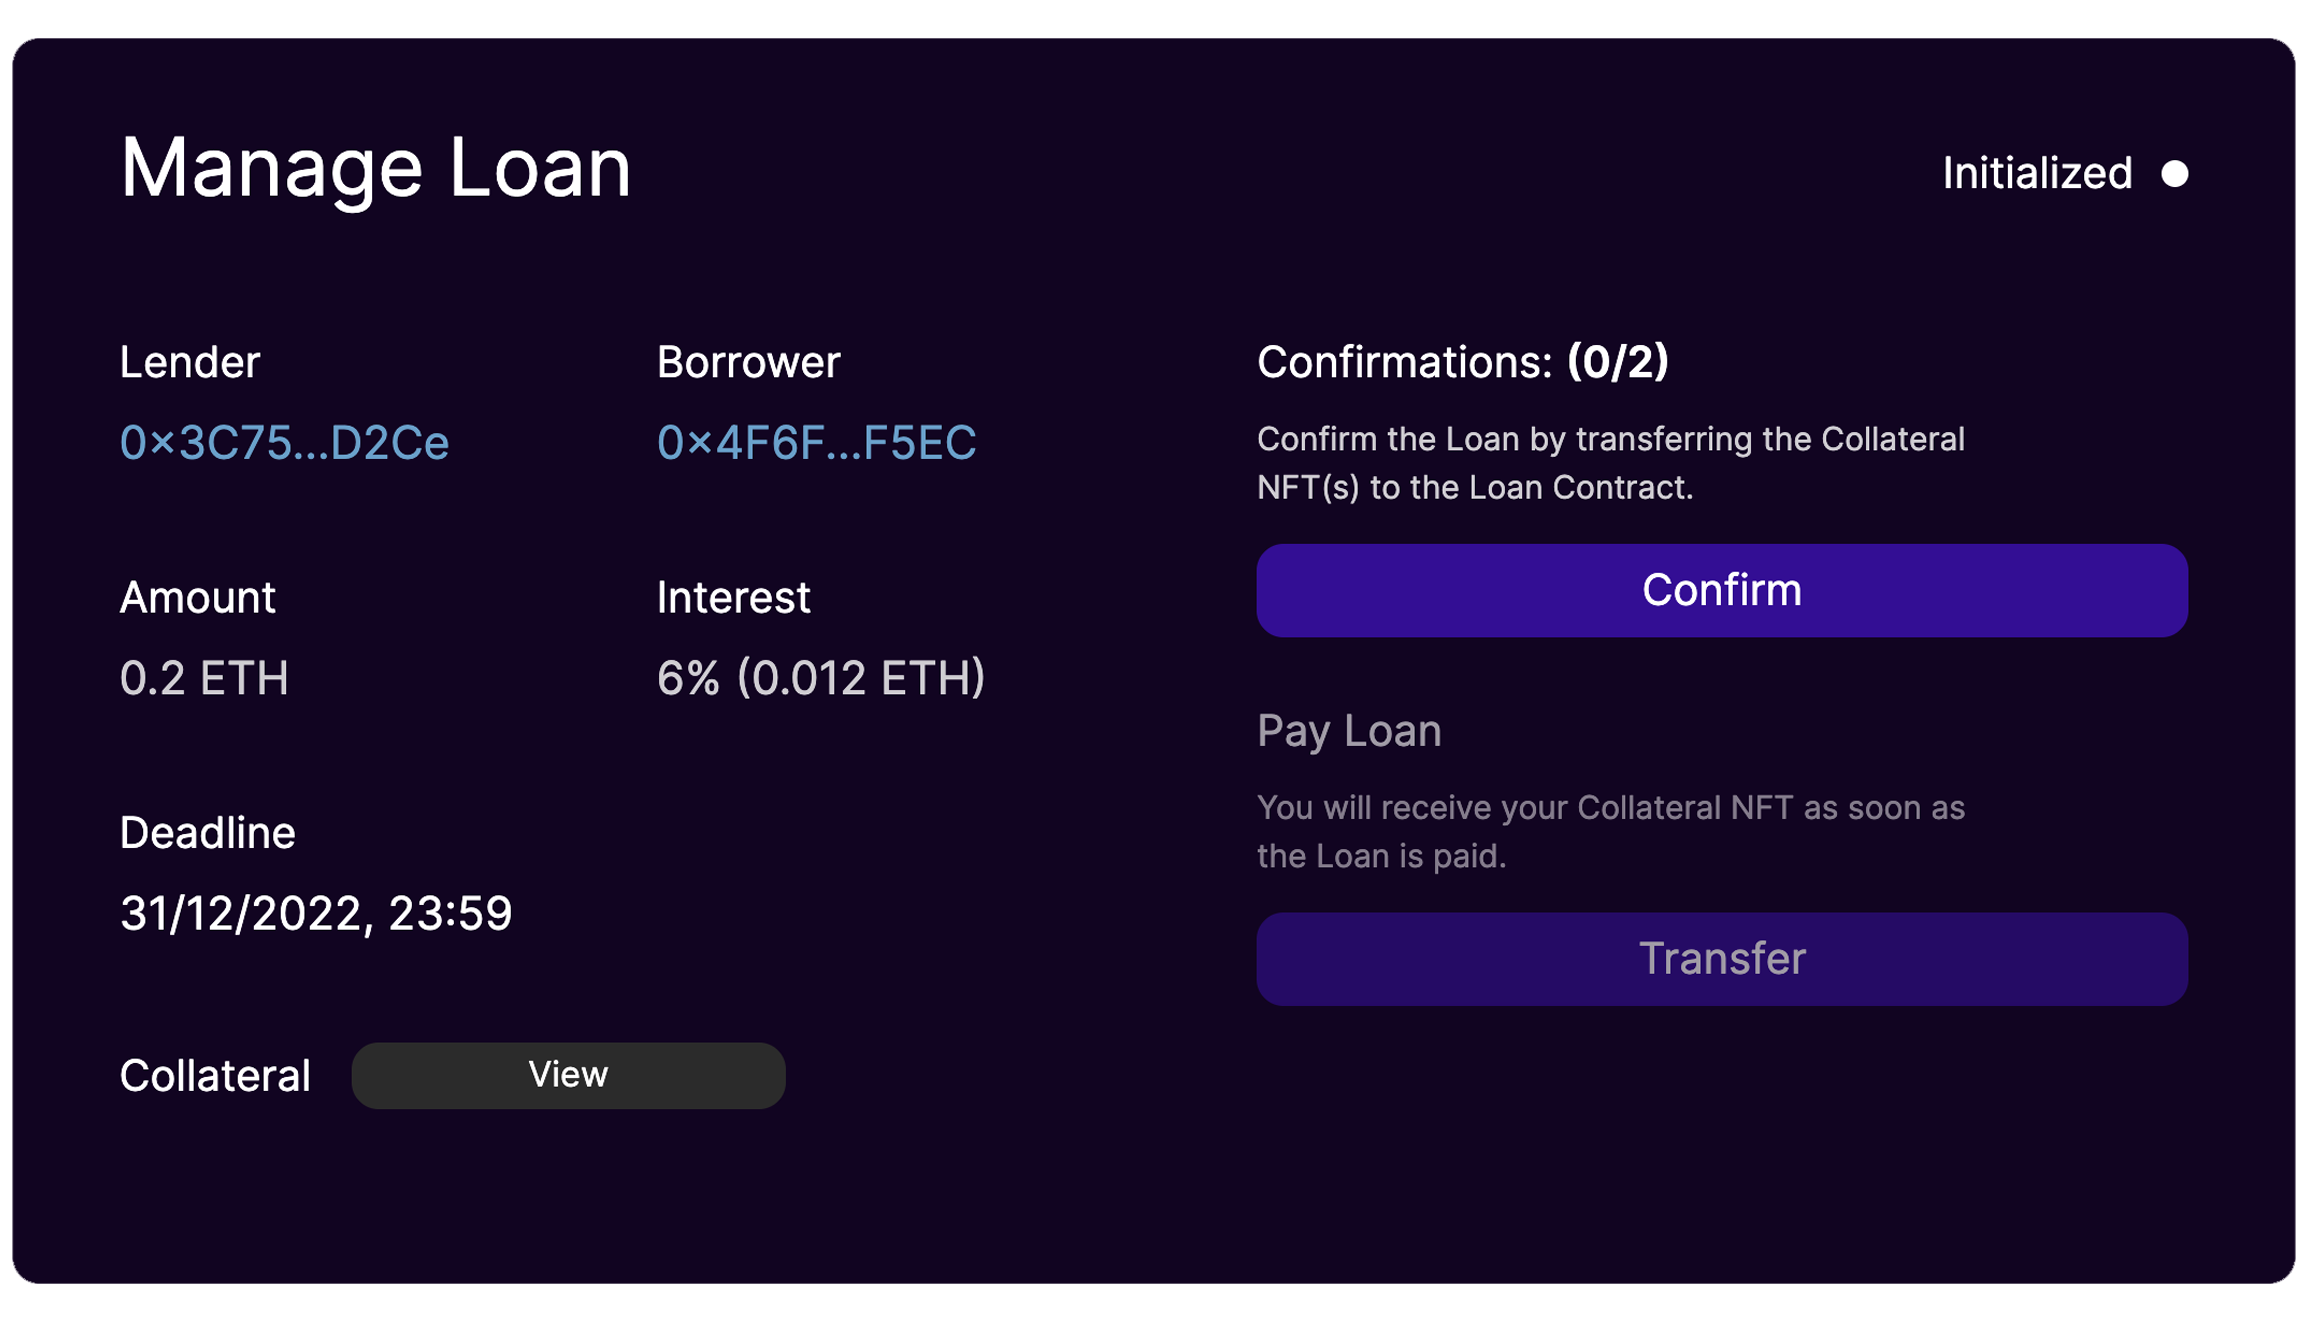 Manage Loan
Initialized
Lender
0×3C75...D2Ce
Borrower
0×4F6F...F5EC
Amount
0.2 ETH
Interest
6% (0.012 ETH)
Deadline
31/12/2022, 23:59
Collateral
View
Confirmations: (0/2)
Confirm the Loan by transferring the Collateral
NFT(s) to the Loan Contract.
Confirm
Pay Loan
You will receive your Collateral NFT as soon as
the Loan is paid.
Transfer